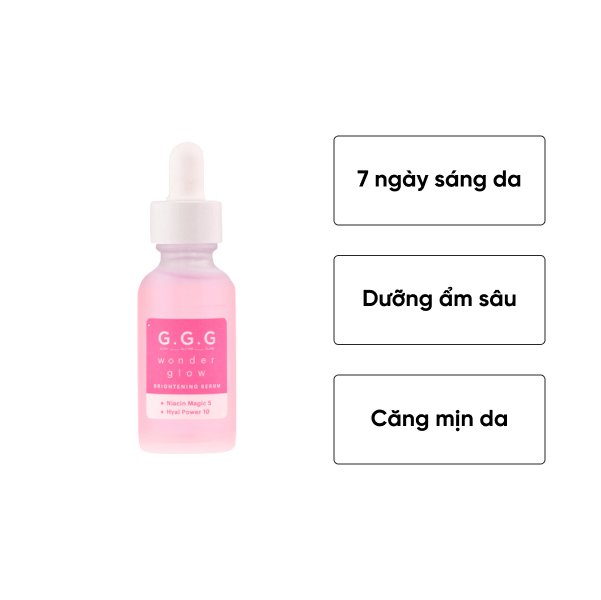 G.G.G
wonder
glow
BRIGHTENING SERUM
Niacin Magic 5
Hyal Power 10
7 ngày sáng da
Dưỡng ẩm sâu
Căng mịn da